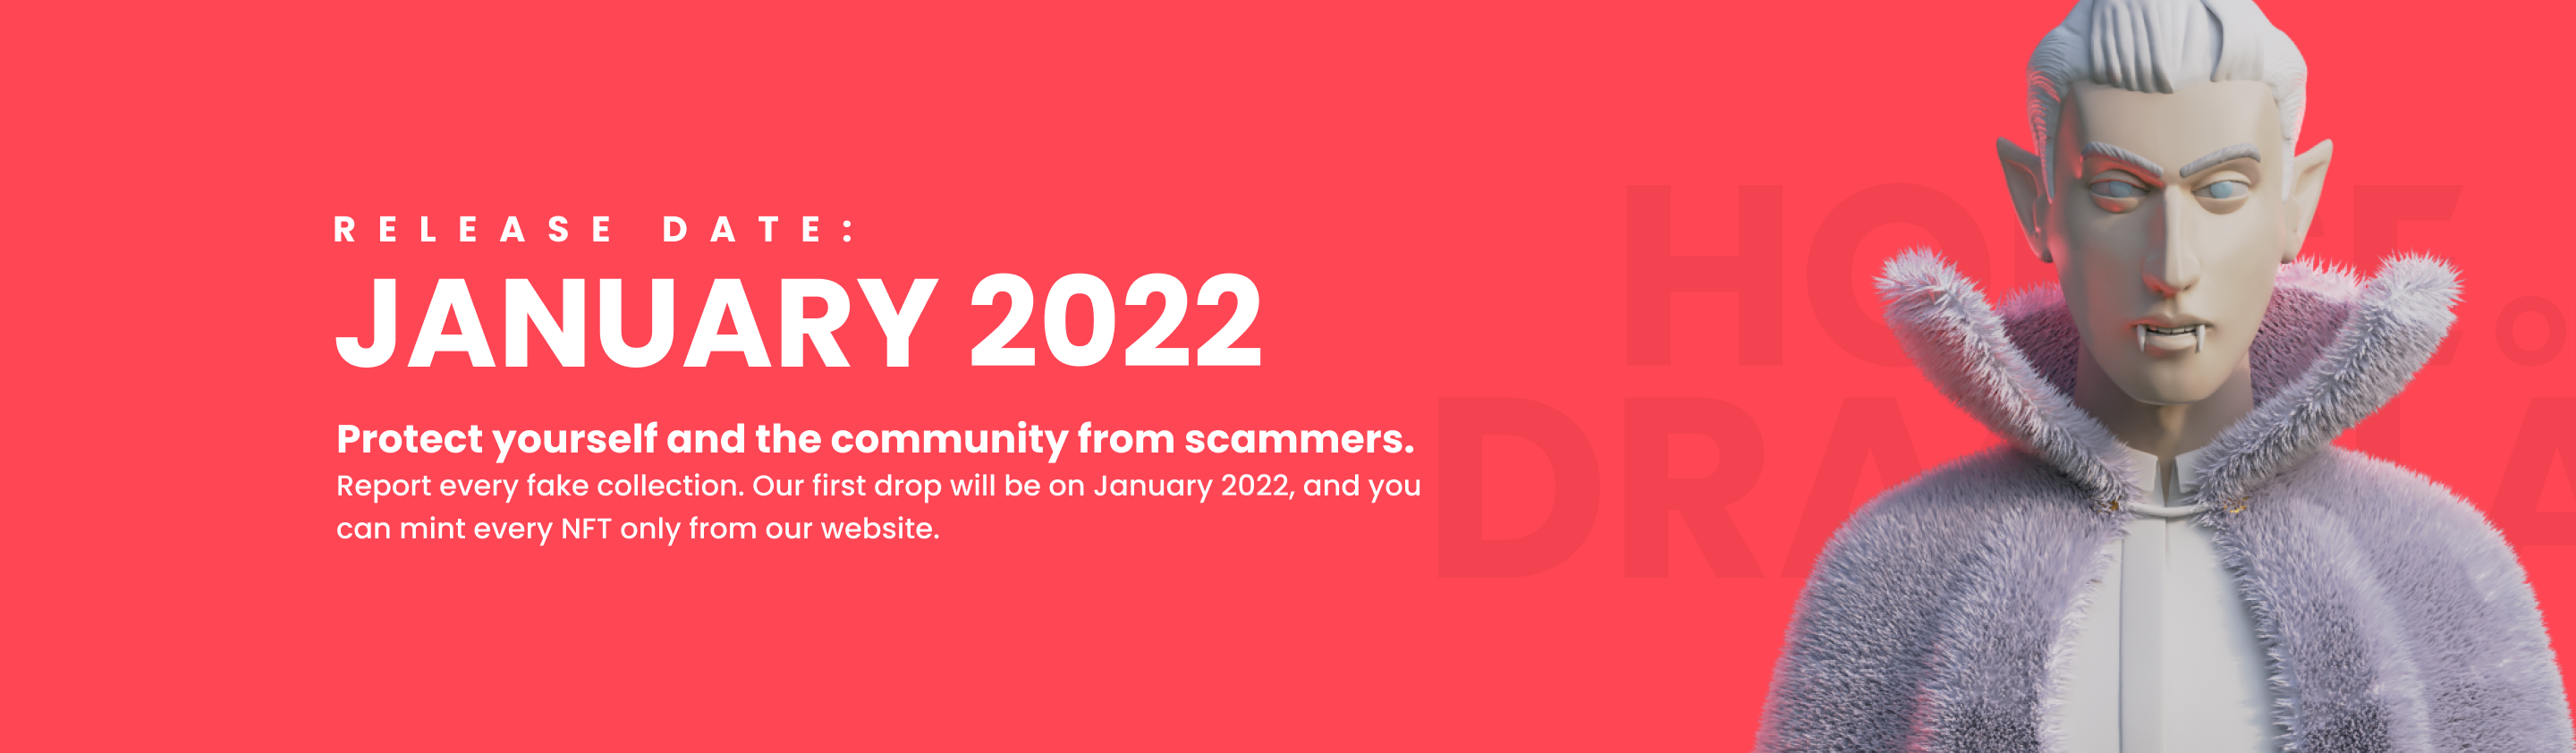 RELEASE DATE:
JANUARY 2022
Protect yourself and the community from scammers.
Report every fake collection. Our first drop will be on January 2022, and you
can mint every NFT only from our website.